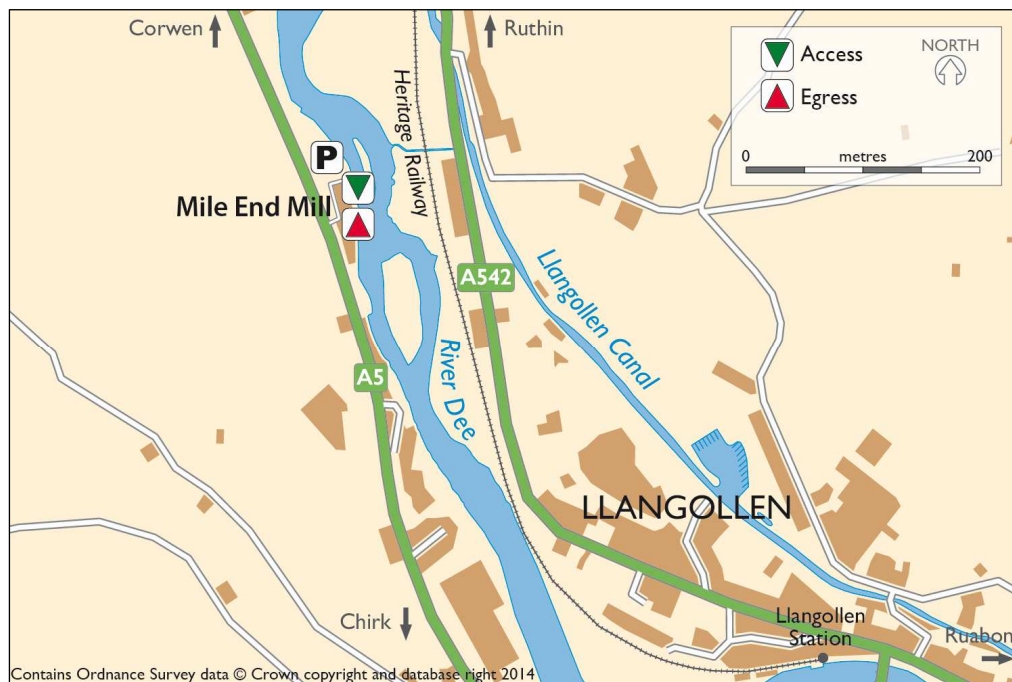 Corwen
Ruthin
NORTH
Access
Egress
0 metres 200
Heritage Railway
P
Mile End Mill
A542
Llangollen Canal
River Dee
A5
LLANGOLLEN
Chirk
Llangollen
Station
Ruabon
Contains Ordnance Survey data © Crown copyright and database right 2014